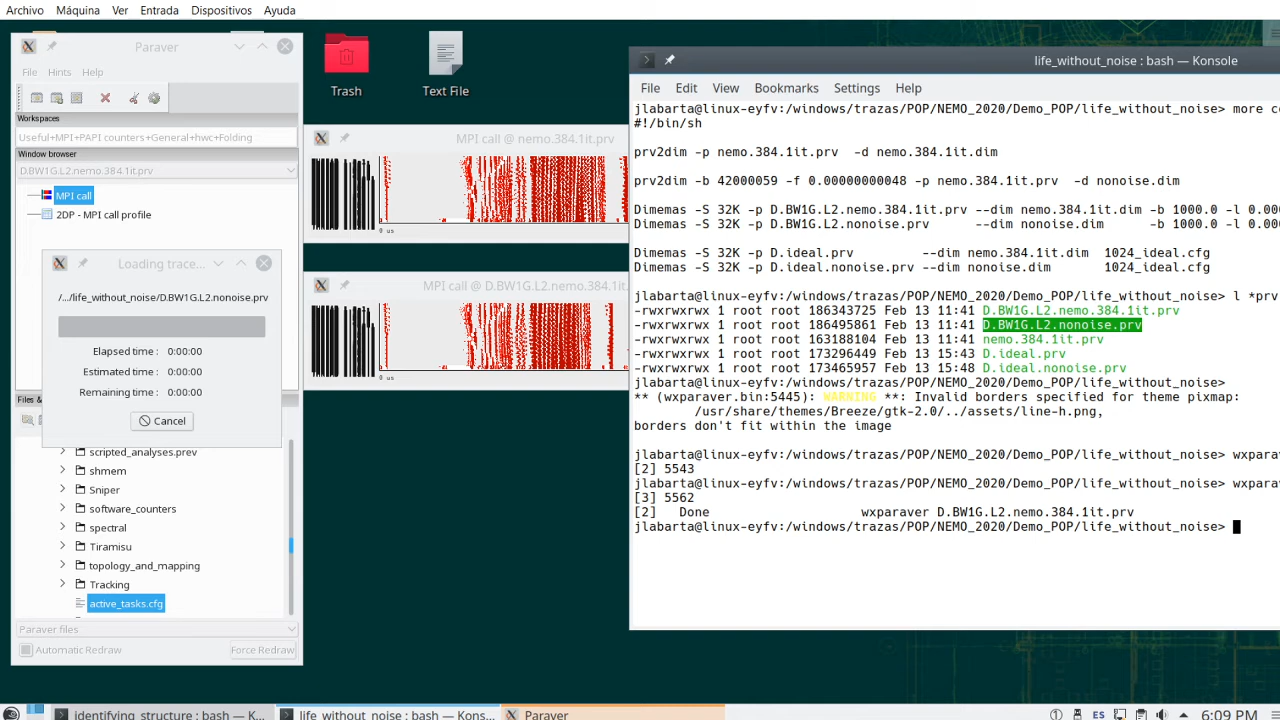 Archivo Máquina Ver Entrada Dispositivos Ayuda
Paraver
File Hints Help
Workspaces
Useful+MPI+PAPI counters+General+hwc+Folding
Window browser
D.BW1G.L2.nemo.384.1it.prv
MPI call
2DP - MPI call profile
Loading trace...
/.../life_without_noise/D.BW1G.L2.nonoise.prv
Elapsed time : 0:00:00
Estimated time : 0:00:00
Remaining time : 0:00:00
Cancel
Files &
scripted_analyses.prev
shmem
Sniper
software_counters
spectral
Tiramisu
topology_and_mapping
Tracking
active_tasks.cfg
Paraver files
Automatic Redraw Force Redraw
Trash
Text File
MPI call @ nemo.384.1it.prv
0 us
MPI call @ D.BW1G.L2.nemo.384.1it.
0 us
life_without_noise : bash — Konsole
File Edit View Bookmarks Settings Help
jlabarta@linux-eyfv:/windows/trazas/POP/NEMO_2020/Demo_POP/life_without_noise> more co
#!/bin/sh
prv2dim -p nemo.384.1it.prv -d nemo.384.1it.dim
prv2dim -b 42000059 -f 0.00000000048 -p nemo.384.1it.prv -d nonoise.dim
Dimemas -S 32K -p D.BW1G.L2.nemo.384.1it.prv --dim nemo.384.1it.dim -b 1000.0 -l 0.000
Dimemas -S 32K -p D.BW1G.L2.nonoise.prv --dim nonoise.dim -b 1000.0 -l 0.000
Dimemas -S 32K -p D.ideal.prv --dim nemo.384.1it.dim 1024_ideal.cfg
Dimemas -S 32K -p D.ideal.nonoise.prv --dim nonoise.dim 1024_ideal.cfg
jlabarta@linux-eyfv:/windows/trazas/POP/NEMO_2020/Demo_POP/life_without_noise> l *prv
-rwxrwxrwx 1 root root 186343725 Feb 13 11:41 D.BW1G.L2.nemo.384.1it.prv
-rwxrwxrwx 1 root root 186495861 Feb 13 11:41 D.BW1G.L2.nonoise.prv
-rwxrwxrwx 1 root root 163188104 Feb 13 11:41 nemo.384.1it.prv
-rwxrwxrwx 1 root root 173296449 Feb 13 15:43 D.ideal.prv
-rwxrwxrwx 1 root root 173465957 Feb 13 15:48 D.ideal.nonoise.prv
jlabarta@linux-eyfv:/windows/trazas/POP/NEMO_2020/Demo_POP/life_without_noise>
** (wxparaver.bin:5445): WARNING **: Invalid borders specified for theme pixmap:
/usr/share/themes/Breeze/gtk-2.0/../assets/line-h.png,
borders don't fit within the image
jlabarta@linux-eyfv:/windows/trazas/POP/NEMO_2020/Demo_POP/life_without_noise> wxpara
[2] 5543
jlabarta@linux-eyfv:/windows/trazas/POP/NEMO_2020/Demo_POP/life_without_noise> wxpara
[3] 5562
[2] Done wxparaver D.BW1G.L2.nemo.384.1it.prv
jlabarta@linux-eyfv:/windows/trazas/POP/NEMO_2020/Demo_POP/life_without_noise>
identifying_structure : bash — K...
life_without_noise : bash — Kons...
Paraver
ES
6:09 PM